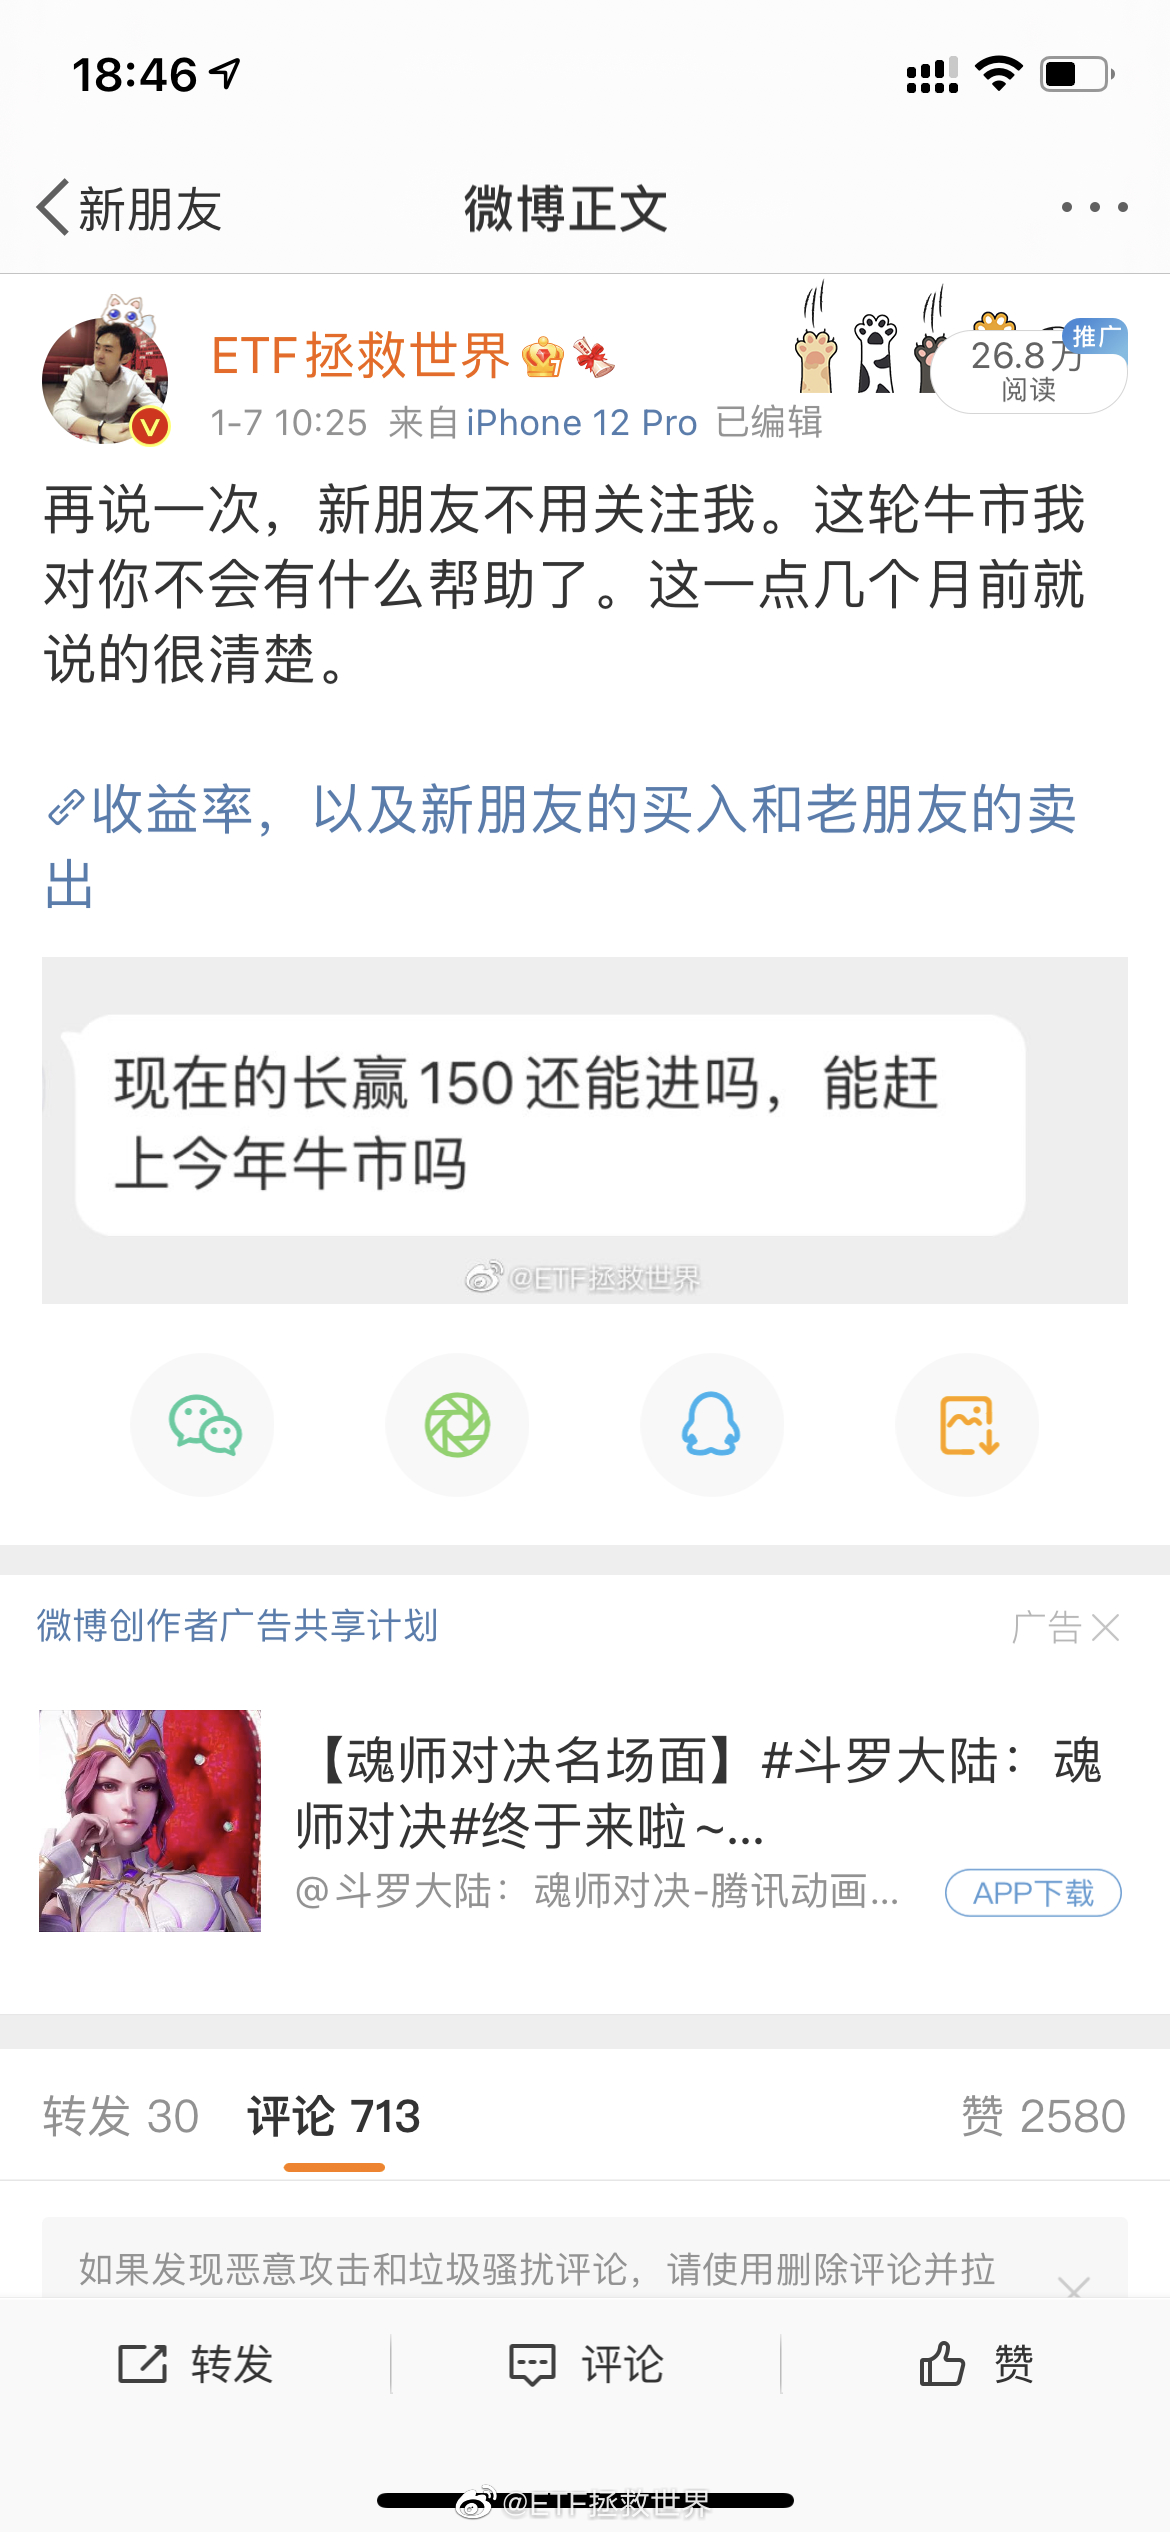 18:46
新朋友
微博正文
ETF拯救世界
26.8万
推广
阅读
1-7 10:25 来自 iPhone 12 Pro 已编辑
再说一次，新朋友不用关注我。这轮牛市我
对你不会有什么帮助了。这一点几个月前就
说的很清楚。
收益率，以及新朋友的买入和老朋友的卖
出
现在的长赢150还能进吗，能赶
上今年牛市吗
@ETF拯救世界
微博创作者广告共享计划
广告
【魂师对决名场面】#斗罗大陆：魂
师对决#终于来啦~...
@斗罗大陆：魂师对决-腾讯动画...
APP下载
转发 30
评论 713
赞 2580
如果发现恶意攻击和垃圾骚扰评论，请使用删除评论并拉
转发
评论
赞
@ETF拯救世界